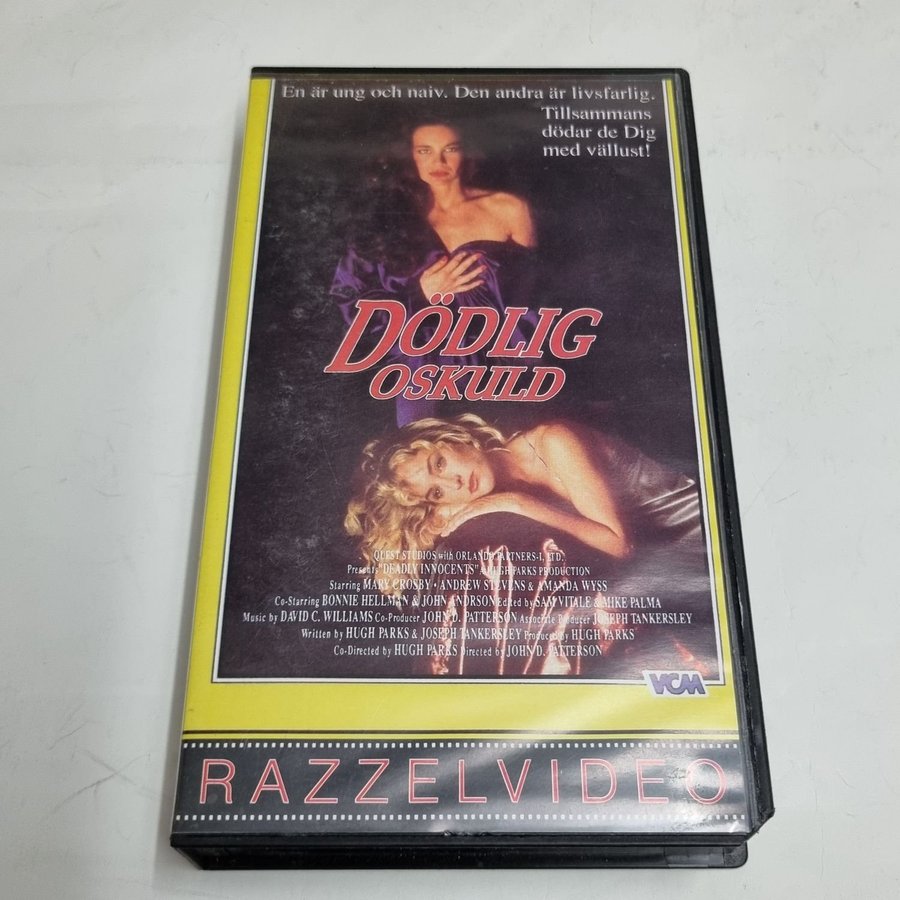 En är ung och naiv. Den andra är livsfarlig.
Tillsammans
dödar de Dig
med vällust!
DÖDLIG
OSKULD
QUEST STUDIOS with ORLANDO PARTNERS-I, LTD.
Presents "DEADLY INNOCENTS" A HUGH PARKS PRODUCTION
Starring MARY CROSBY • ANDREW STEVENS & AMANDA WYSS
Co-Starring BONNIE HELLMAN & JOHN ANDRSON Edited by SAM VITALE & MIKE PALMA
Music by DAVID C. WILLIAMS Co-Producer JOHN D. PATTERSON Associate Producer JOSEPH TANKERSLEY
Written by HUGH PARKS & JOSEPH TANKERSLEY Produced by HUGH PARKS
Co-Directed by HUGH PARKS Directed by JOHN D. PATTERSON
VCM
RAZZELVIDEO